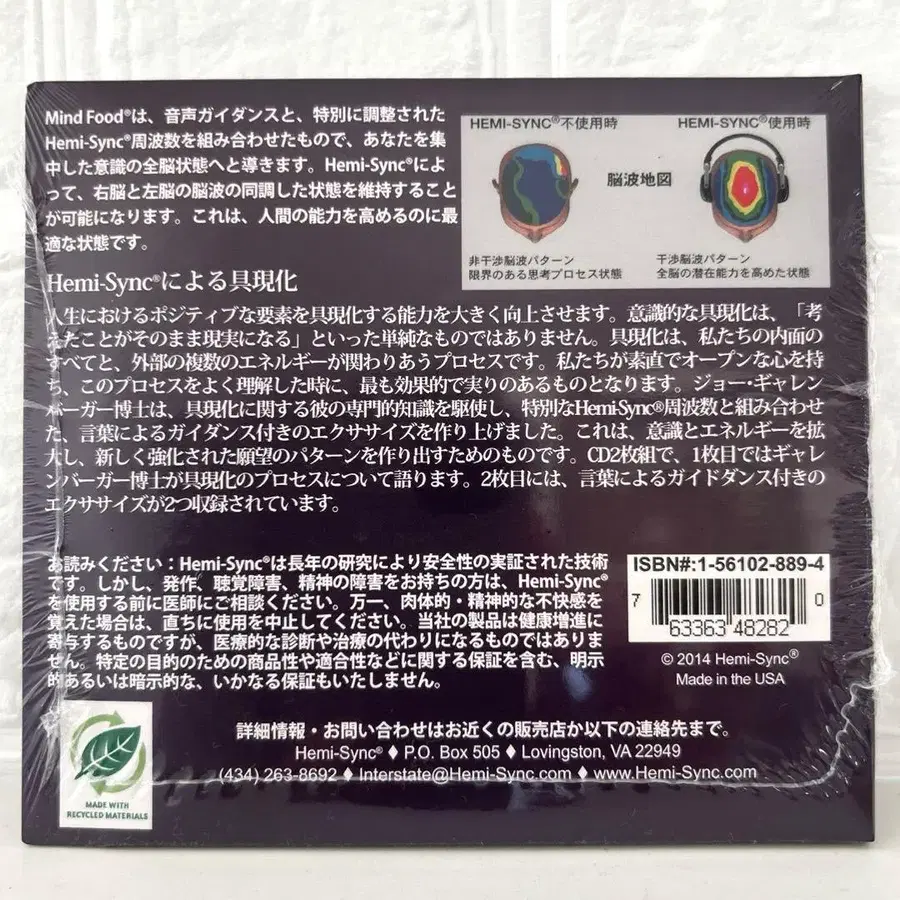 Mind Food®は、音声ガイダンスと、特別に調整された
Hemi-Sync®周波数を組み合わせたもので、あなたを集
中した意識の全脳状態へと導きます。Hemi-Sync®によ
って、右脳と左脳の脳波の同調した状態を維持すること
が可能になります。これは、人間の能力を高めるのに最
適な状態です。
HEMI-SYNC®不使用時
HEMI-SYNC®使用時
脳波地図
非干渉脳波パターン
限界のある思考プロセス状態
干渉脳波パターン
全脳の潜在能力を高めた状態
Hemi-Sync®による具現化
人生におけるポジティブな要素を具現化する能力を大きく向上させます。意識的な具現化は、「考
えたことがそのまま現実になる」といった単純なものではありません。具現化は、私たちの内面の
すべてと、外部の複数のエネルギーが関わりあうプロセスです。私たちが素直でオープンな心を持
ち、このプロセスをよく理解した時に、最も効果的で実りのあるものとなります。ジョー・ギャレン
バーガー博士は、具現化に関する彼の専門的知識を駆使し、特別なHemi-Sync®周波数と組み合わせ
た、言葉によるガイダンス付きのエクササイズを作り上げました。これは、意識とエネルギーを拡
大し、新しく強化された願望のパターンを作り出すためのものです。CD2枚組で、1枚目ではギャレ
ンバーガー博士が具現化のプロセスについて語ります。2枚目には、言葉によるガイドダンス付きの
エクササイズが2つ収録されています。
お読みください：Hemi-Sync®は長年の研究により安全性の実証された技術
です。しかし、発作、聴覚障害、精神の障害をお持ちの方は、Hemi-Sync®
を使用する前に医師にご相談ください。万一、肉体的・精神的な不快感を
覚えた場合は、直ちに使用を中止してください。当社の製品は健康増進に
寄与するものですが、医療的な診断や治療の代わりになるものではありま
せん。特定の目的のための商品性や適合性などに関する保証を含む、明示
的あるいは暗示的な、いかなる保証もいたしません。
ISBN#:1-56102-889-4
7 63363 48282 0
© 2014 Hemi-Sync®
Made in the USA
詳細情報・お問い合わせはお近くの販売店か以下の連絡先まで。
Hemi-Sync® ♦ P.O. Box 505 ♦ Lovingston, VA 22949
(434) 263-8692 ♦ Interstate@Hemi-Sync.com ♦ www.Hemi-Sync.com
MADE WITH
RECYCLED MATERIALS